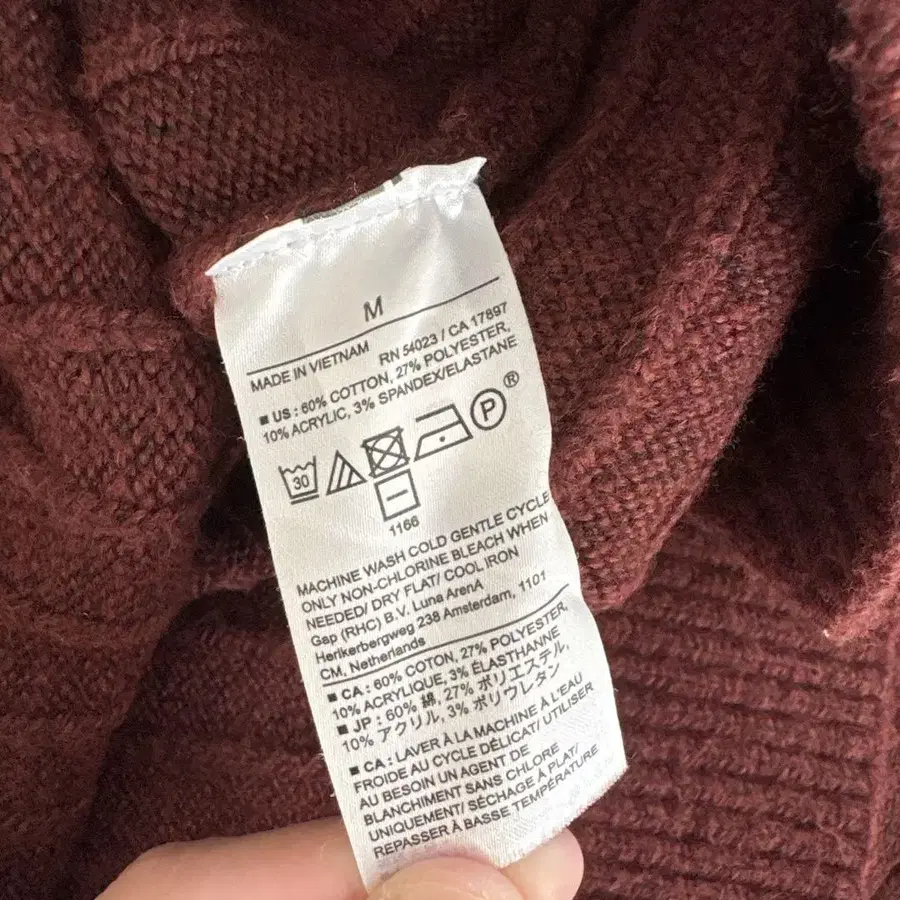 M
MADE IN VIETNAM RN 54023 / CA 17897
■ US : 60% COTTON, 27% POLYESTER,
10% ACRYLIC, 3% SPANDEX/ELASTANE
30 P ®
1166
MACHINE WASH COLD GENTLE CYCLE
ONLY NON-CHLORINE BLEACH WHEN
NEEDED/ DRY FLAT/ COOL IRON
Gap (RHC) B.V. Luna ArenA
Herikerbergweg 238 Amsterdam, 1101
CM, Netherlands
■ CA : 60% COTON, 27% POLYESTER,
10% ACRYLIQUE, 3% ÉLASTHANNE
■ JP : 60% 綿, 27% ポリエステル,
10% アクリル, 3% ポリウレタン
■ CA : LAVER À LA MACHINE À L'EAU
FROIDE AU CYCLE DÉLICAT/ UTILISER
AU BESOIN UN AGENT DE
BLANCHIMENT SANS CHLORE
UNIQUEMENT/ SÉCHAGE À PLAT/
REPASSER À BASSE TEMPÉRATURE